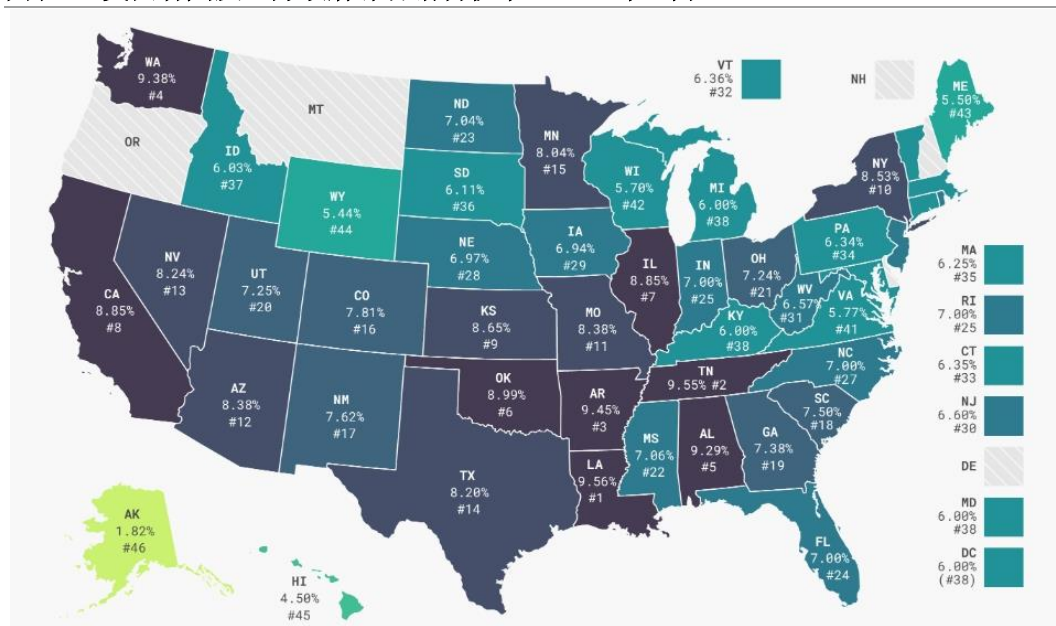 WA
9.38%
#4
MT
OR
ID
6.03%
#37
WY
5.44%
#44
ND
7.04%
#23
SD
6.11%
#36
NE
6.97%
#28
MN
8.04%
#15
WI
5.70%
#42
MI
6.00%
#38
IA
6.94%
#29
VT
6.36%
#32
NH
ME
5.50%
#43
NY
8.53%
#10
PA
6.34%
#34
NV
8.24%
#13
UT
7.25%
#20
CO
7.81%
#16
CA
8.85%
#8
KS
8.65%
#9
MO
8.38%
#11
IL
8.85%
#7
IN
7.00%
#25
OH
7.24%
#21
WV
6.57%
#31
VA
5.77%
#41
KY
6.00%
#38
NC
7.00%
#27
TN
9.55% #2
SC
7.50%
#18
AZ
8.38%
#12
NM
7.62%
#17
OK
8.99%
#6
AR
9.45%
#3
MS
7.06%
#22
AL
9.29%
#5
GA
7.38%
#19
LA
9.56%
#1
TX
8.20%
#14
FL
7.00%
#24
AK
1.82%
#46
HI
4.50%
#45
MA
6.25%
#35
RI
7.00%
#25
CT
6.35%
#33
NJ
6.60%
#30
DE
MD
6.00%
#38
DC
6.00%
(#38)